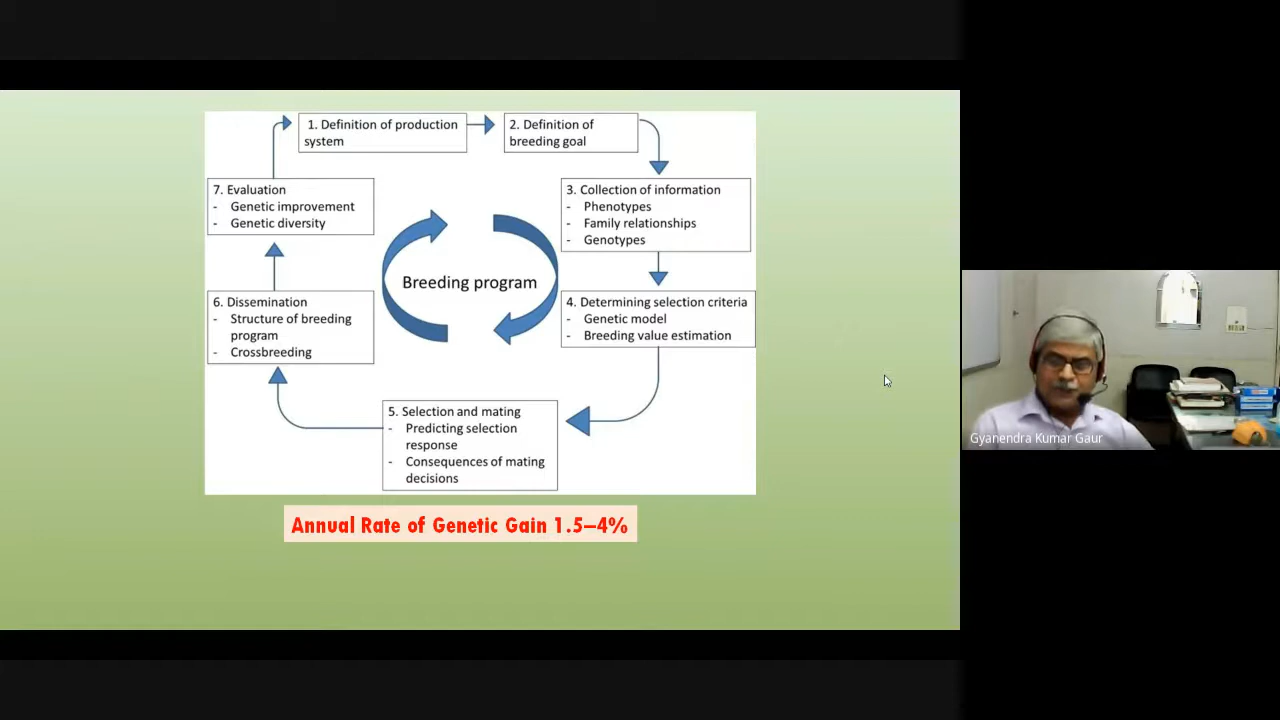 1. Definition of production
system
2. Definition of
breeding goal
3. Collection of information
- Phenotypes
- Family relationships
- Genotypes
4. Determining selection criteria
- Genetic model
- Breeding value estimation
5. Selection and mating
- Predicting selection
response
- Consequences of mating
decisions
6. Dissemination
- Structure of breeding
program
- Crossbreeding
7. Evaluation
- Genetic improvement
- Genetic diversity
Breeding program
Annual Rate of Genetic Gain 1.5–4%
Gyanendra Kumar Gaur